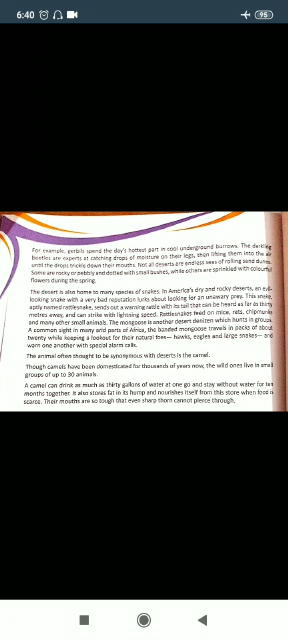 6:40
95
For example, gerbils spend the day's hottest part in cool underground burrows. The darkling
beetles are experts at catching drops of moisture on their legs, then lifting them into the air
until the drops trickle down their mouths. Not all deserts are endless seas of rolling sand dunes.
Some are rocky or pebbly and dotted with small bushes, while others are sprinkled with colourful
flowers during the spring.
The desert is also home to many species of snakes. In America's dry and rocky deserts, an evil-
looking snake with a very bad reputation lurks about looking for an unwary prey. This snake,
aptly named rattlesnake, sends out a warning rattle with its tail that can be heard as far as thirty
metres away, and can strike with lightning speed. Rattlesnakes feed on mice, rats, chipmunks
and many other small animals. The mongoose is another desert denizen which hunts in groups.
A common sight in many arid parts of Africa, the banded mongoose travels in packs of about
twenty while keeping a lookout for their natural foes— hawks, eagles and large snakes— and
warn one another with special alarm calls.
The animal often thought to be synonymous with deserts is the camel.
Though camels have been domesticated for thousands of years now, the wild ones live in small
groups of up to 30 animals.
A camel can drink as much as thirty gallons of water at one go and stay without water for ten
months together. It also stores fat in its hump and nourishes itself from this store when food is
scarce. Their mouths are so tough that even sharp thorn cannot pierce through.